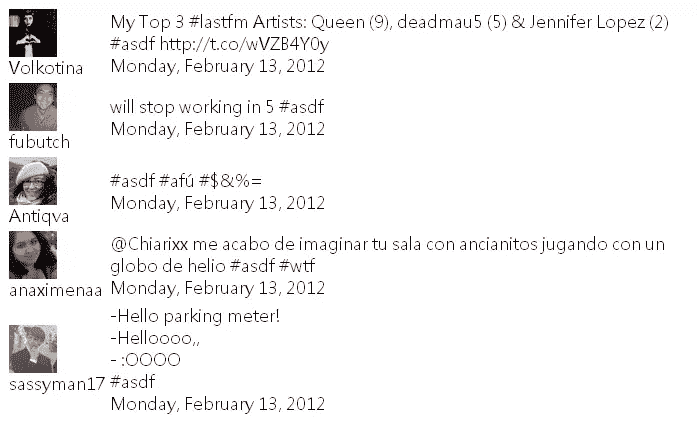 My Top 3 #lastfm Artists: Queen (9), deadmau5 (5) & Jennifer Lopez (2)
#asdf http://t.co/wVZB4Y0y
Monday, February 13, 2012
Volkotina
will stop working in 5 #asdf
Monday, February 13, 2012
fubutch
#asdf #afú #$&%=
Monday, February 13, 2012
Antiqva
@Chiarixx me acabo de imaginar tu sala con ancianitos jugando con un
globo de helio #asdf #wtf
Monday, February 13, 2012
anaximenaa
-Hello parking meter!
-Helloooo,,
- :OOOO
#asdf
Monday, February 13, 2012
sassyman17